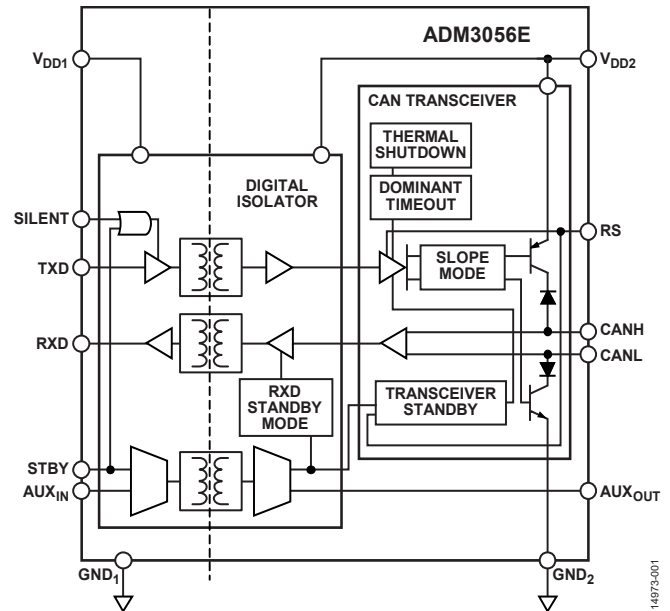 ADM3056E
VDD1
VDD2
CAN TRANSCEIVER
THERMAL
SHUTDOWN
DIGITAL
ISOLATOR
DOMINANT
TIMEOUT
SILENT
RS
TXD
SLOPE
MODE
RXD
CANH
CANL
RXD
STANDBY
MODE
TRANSCEIVER
STANDBY
STBY
AUXIN
AUXOUT
GND1
GND2
14973-001